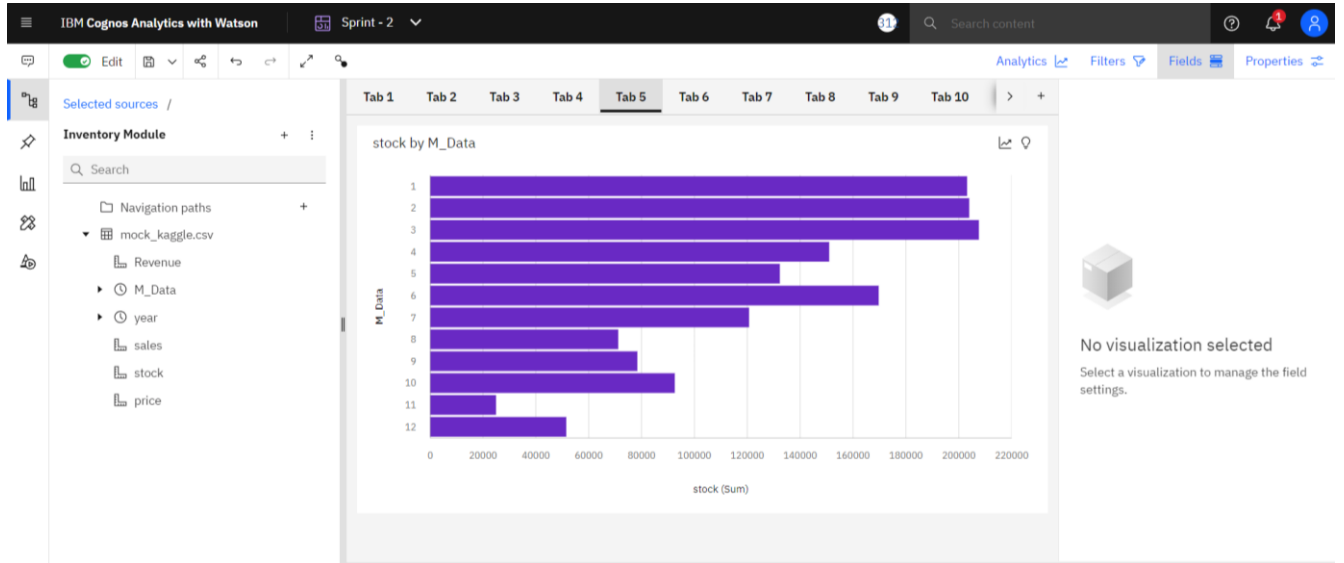 IBM Cognos Analytics with Watson
Sprint - 2
Search content
1
Edit
Analytics
Filters
Fields
Properties
Selected sources /
Inventory Module
Search
Navigation paths
mock_kaggle.csv
Revenue
M_Data
year
sales
stock
price
Tab 1 Tab 2 Tab 3 Tab 4 Tab 5 Tab 6 Tab 7 Tab 8 Tab 9 Tab 10
stock by M_Data
M_Data
1
2
3
4
5
6
7
8
9
10
11
12
0 20000 40000 60000 80000 100000 120000 140000 160000 180000 200000 220000
stock (Sum)
No visualization selected
Select a visualization to manage the field
settings.